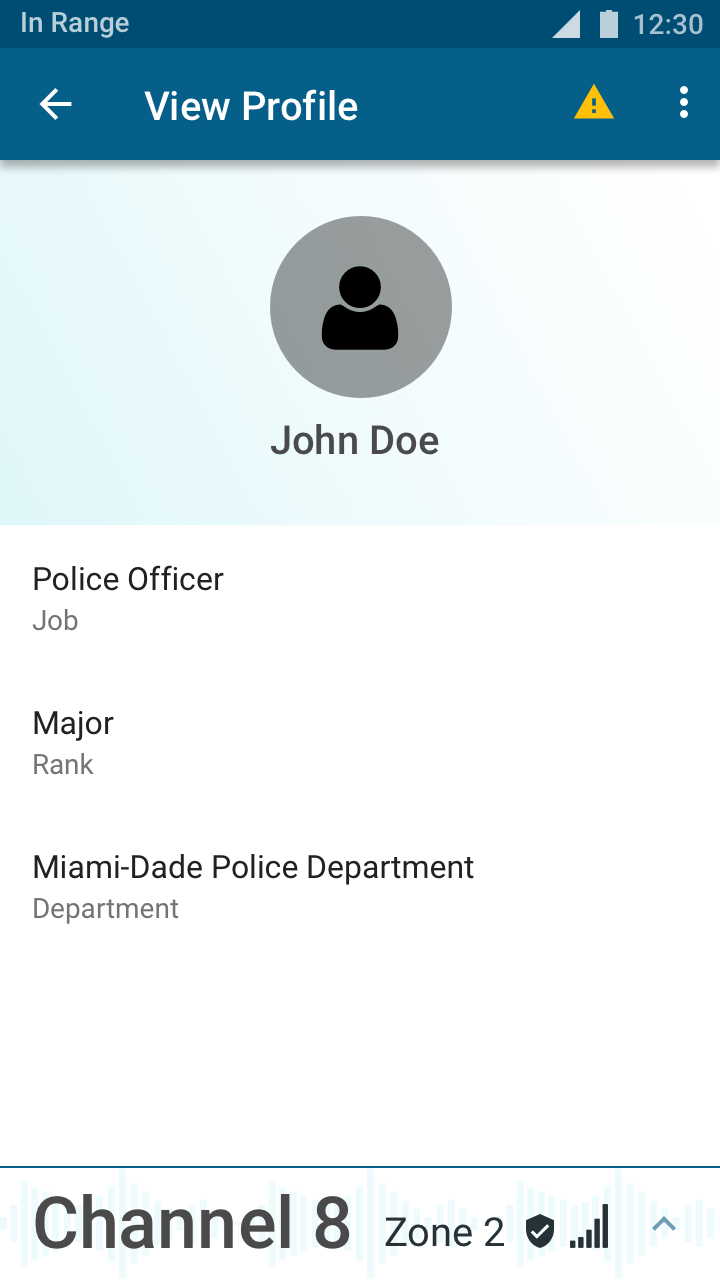 In Range
12:30
View Profile
John Doe
Police Officer
Job
Major
Rank
Miami-Dade Police Department
Department
Channel 8 Zone 2